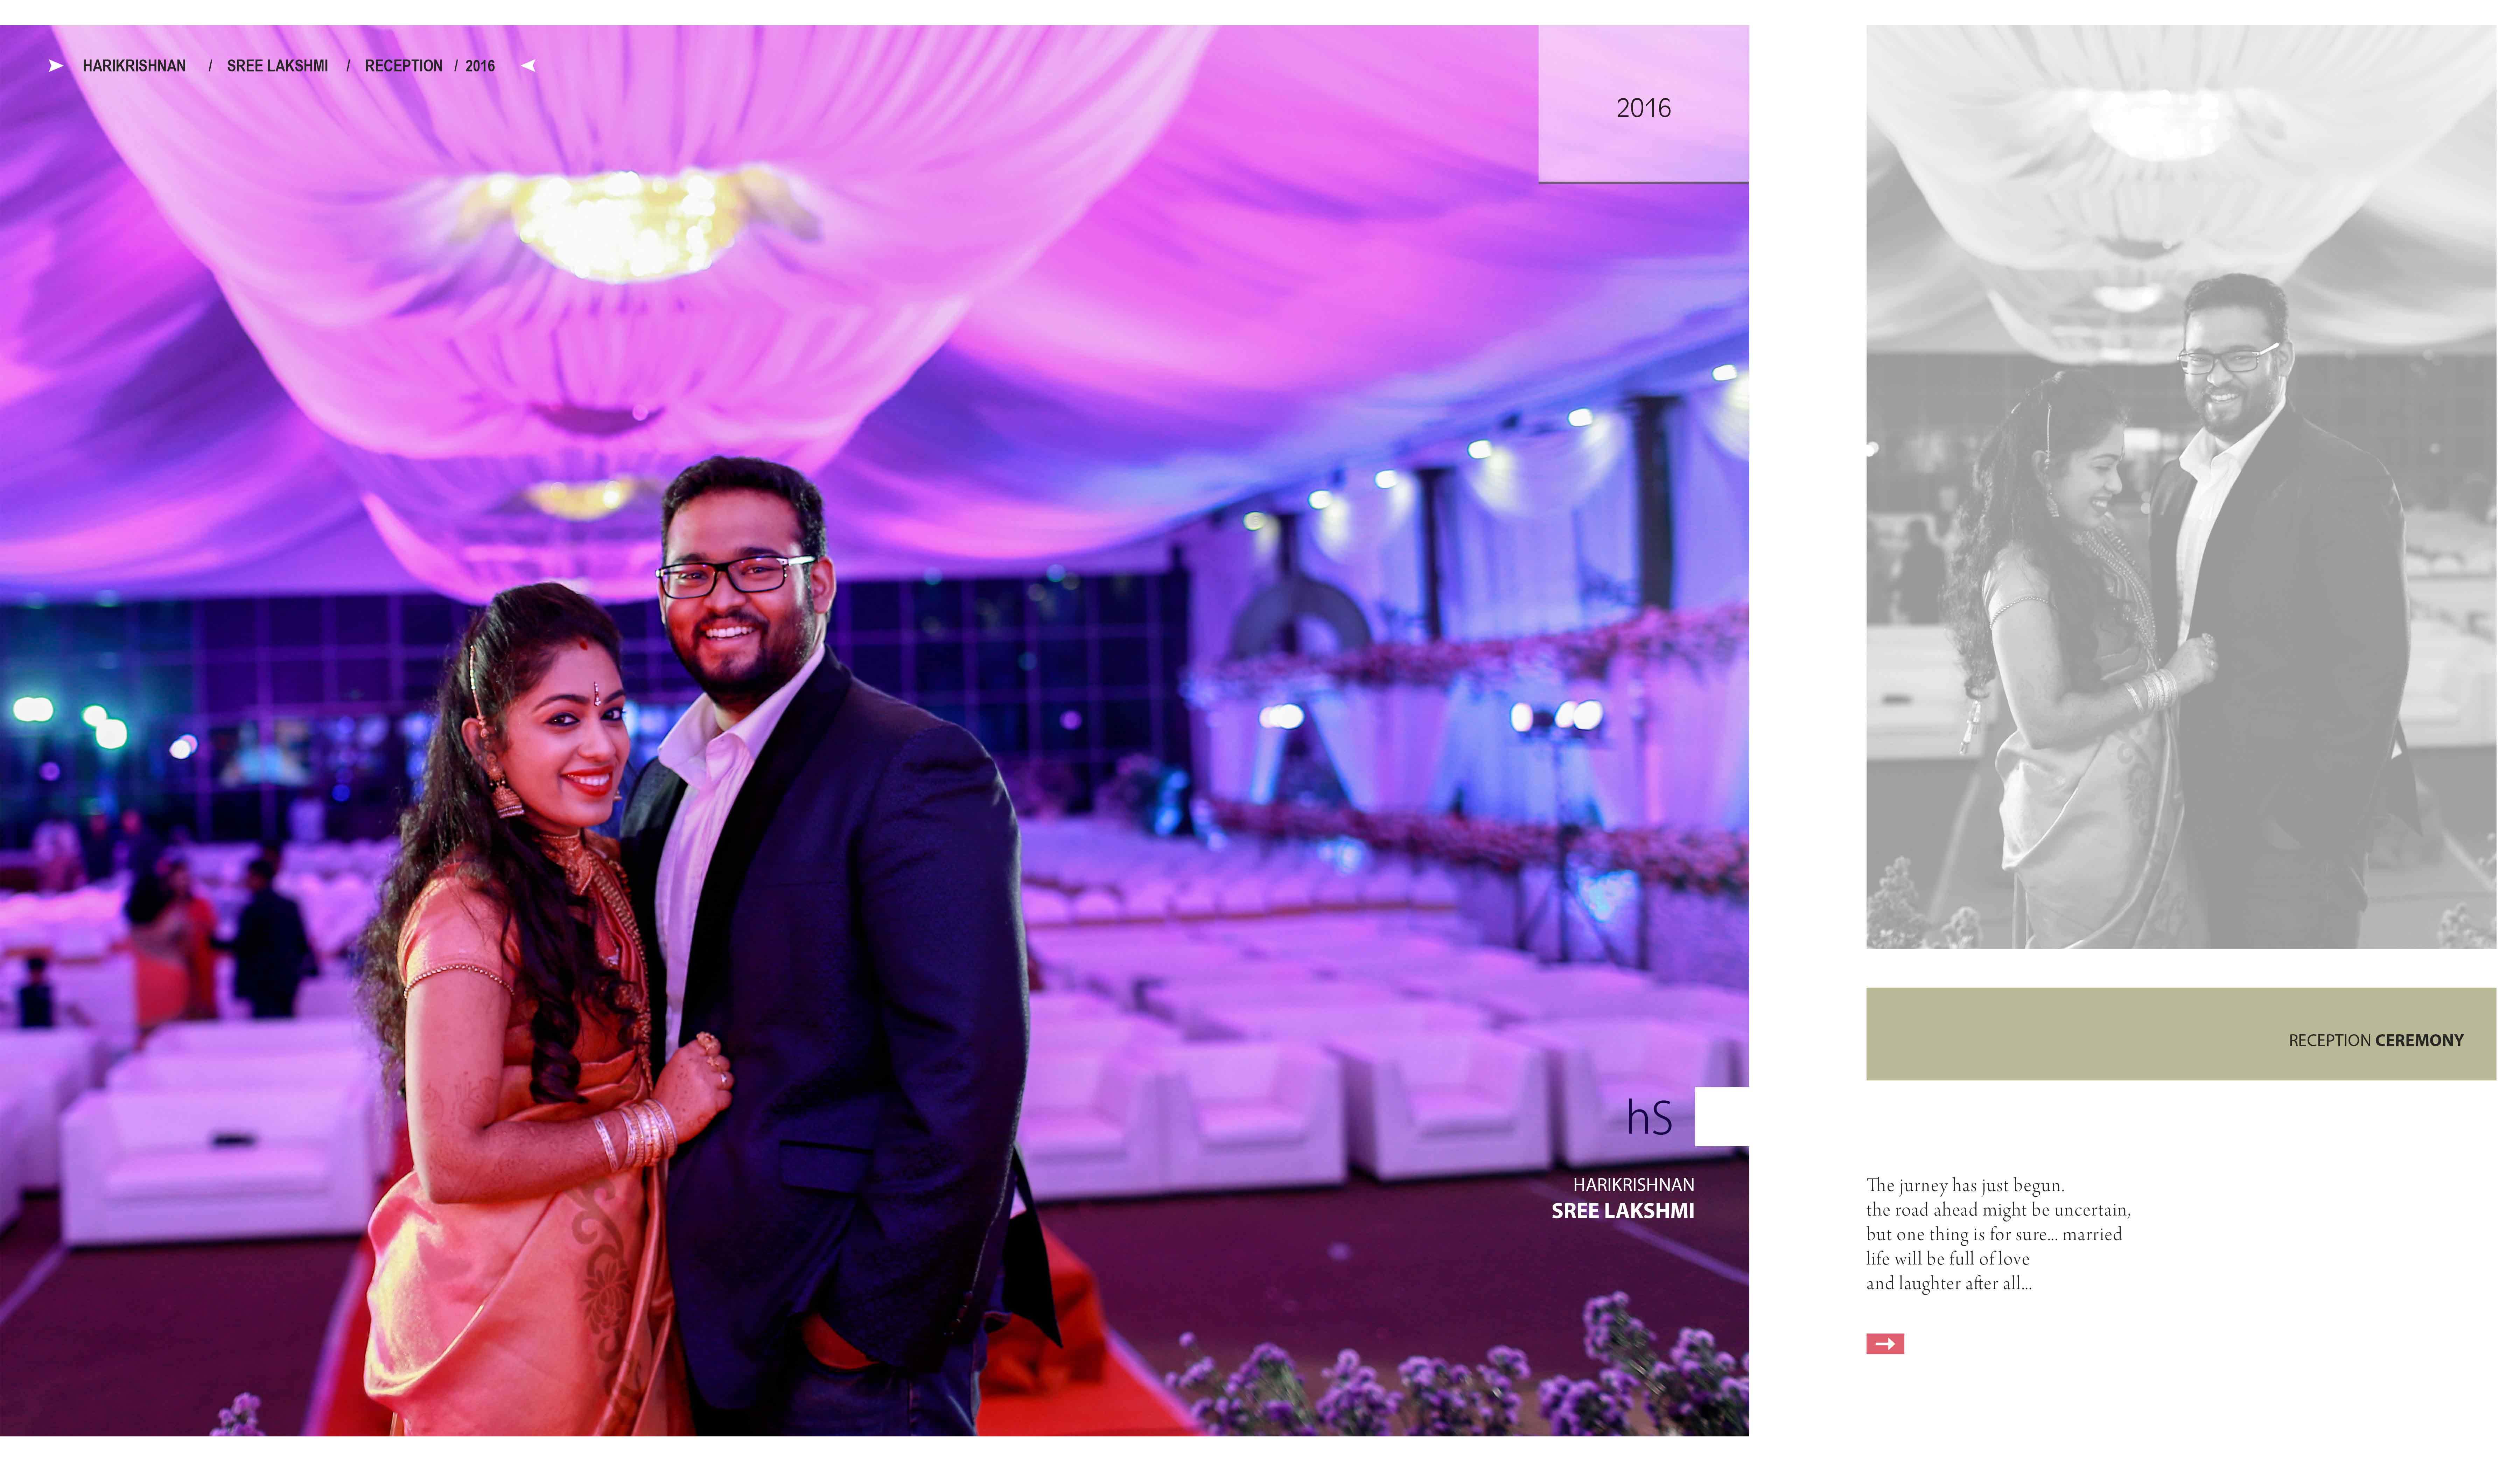 HARIKRISHNAN / SREE LAKSHMI / RECEPTION / 2016
2016
hS
HARIKRISHNAN
SREE LAKSHMI
RECEPTION CEREMONY
The jurney has just begun.
the road ahead might be uncertain,
but one thing is for sure... married
life will be full of love
and laughter after all...